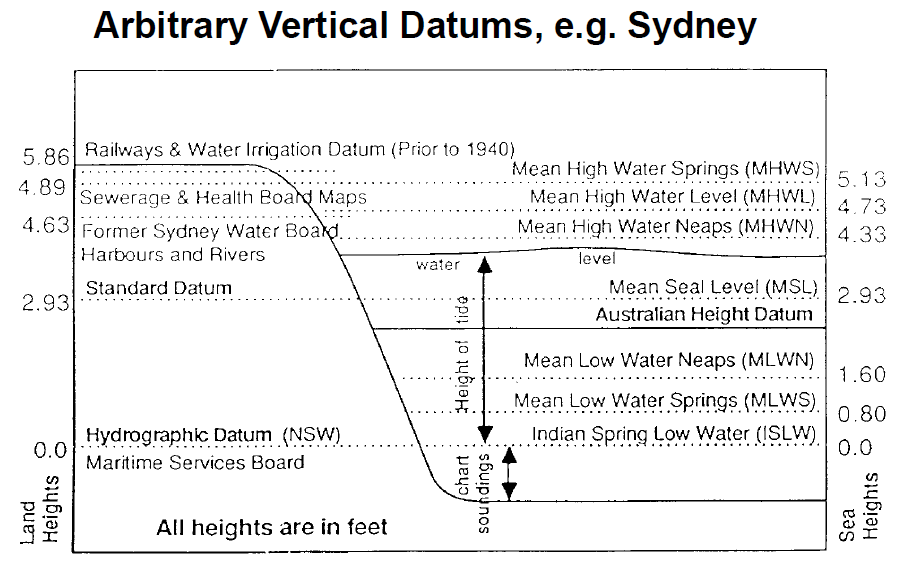 Arbitrary Vertical Datums, e.g. Sydney
5.86
Railways & Water Irrigation Datum (Prior to 1940)
Mean High Water Springs (MHWS)
5.13
4.89
Sewerage & Health Board Maps
Mean High Water Level (MHWL)
4.73
4.63
Former Sydney Water Board
Mean High Water Neaps (MHWN)
4.33
Harbours and Rivers
water level
Standard Datum
2.93
Mean Seal Level (MSL)
2.93
Australian Height Datum
Height of tide
Mean Low Water Neaps (MLWN)
1.60
Mean Low Water Springs (MLWS)
0.80
Hydrographic Datum (NSW)
Indian Spring Low Water (ISLW)
0.0
0.0
Maritime Services Board
chart
soundings
Land
Heights
All heights are in feet
Sea
Heights